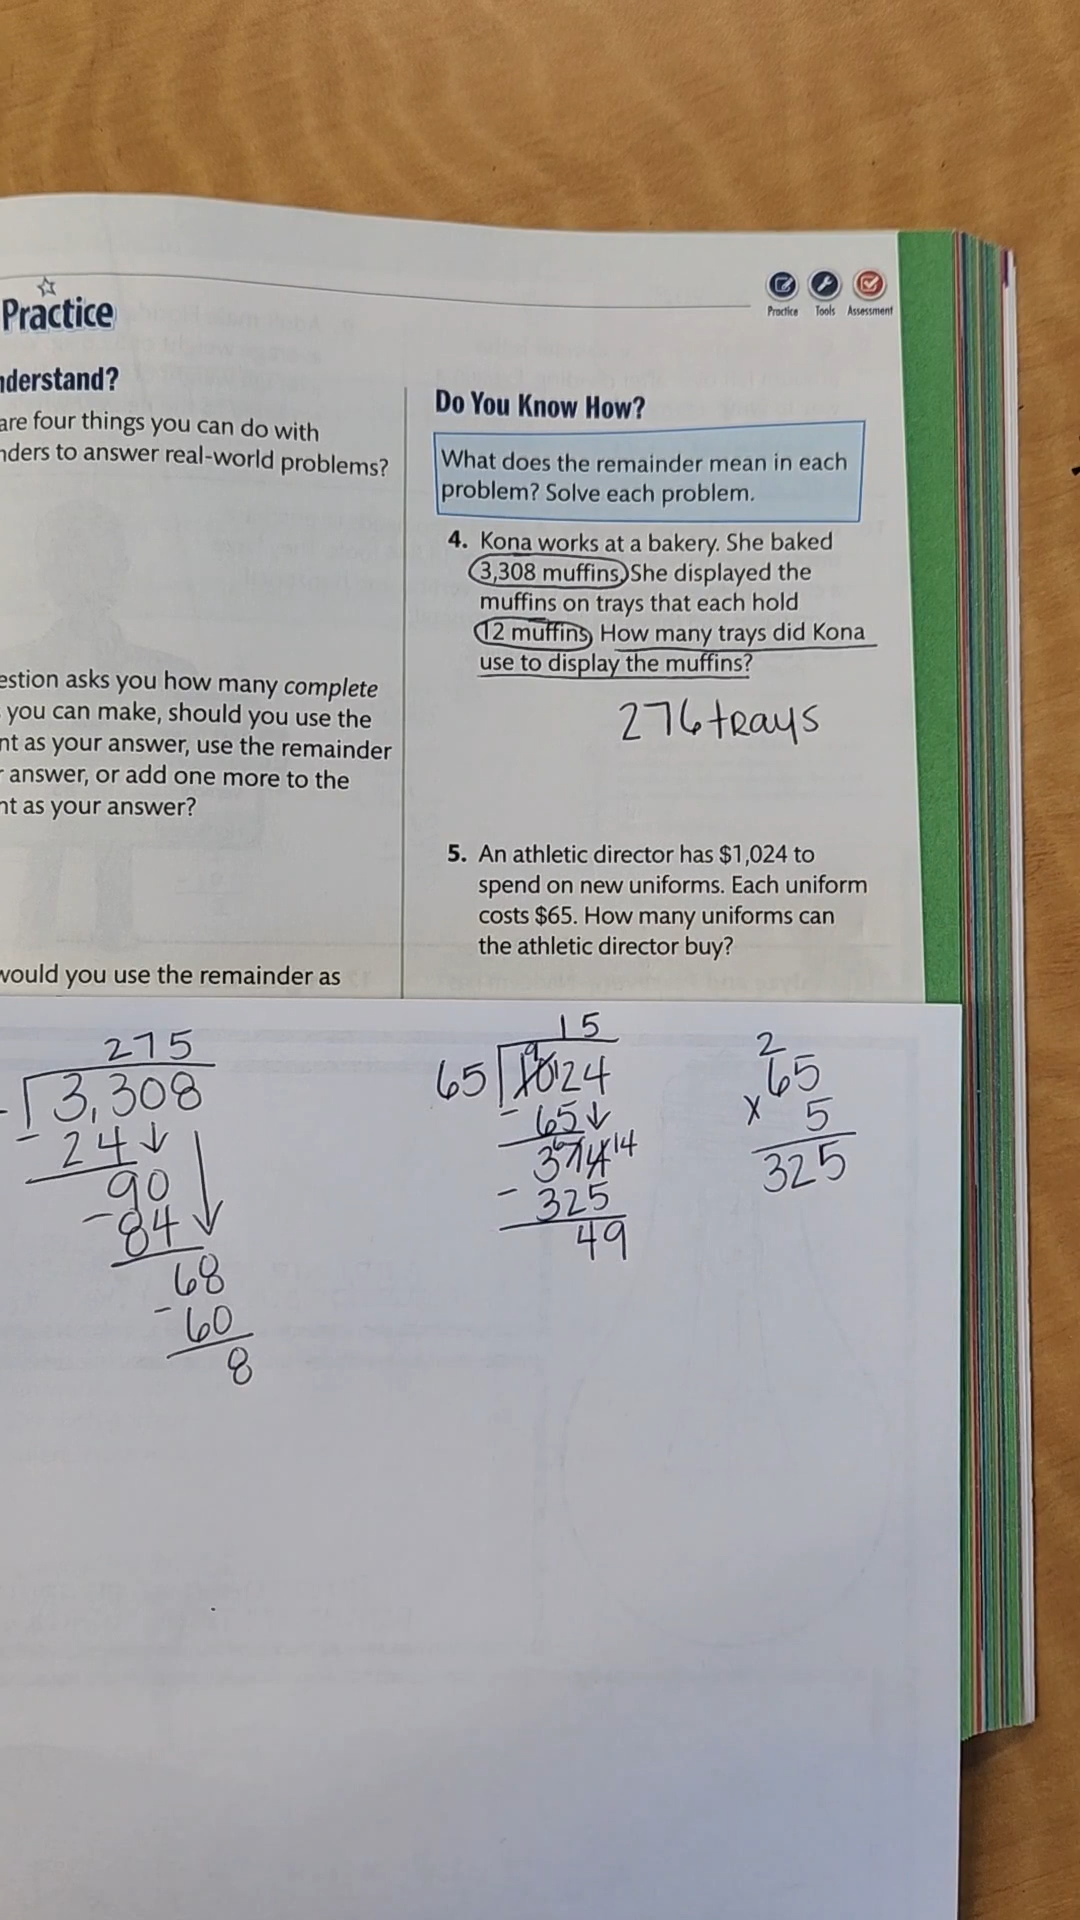 Practice
Practice Tools Assessment
nderstand?
are four things you can do with
nders to answer real-world problems?
estion asks you how many complete
you can make, should you use the
nt as your answer, use the remainder
answer, or add one more to the
nt as your answer?
would you use the remainder as
Do You Know How?
What does the remainder mean in each
problem? Solve each problem.
4. Kona works at a bakery. She baked
3,308 muffins. She displayed the
muffins on trays that each hold
12 muffins. How many trays did Kona
use to display the muffins?
276 trays
5. An athletic director has $1,024 to
spend on new uniforms. Each uniform
costs $65. How many uniforms can
the athletic director buy?
275
3,308
- 24
90
- 84
68
- 60
8
15
9
65 1024
- 65
374 14
- 325
49
2
65
x 5
325